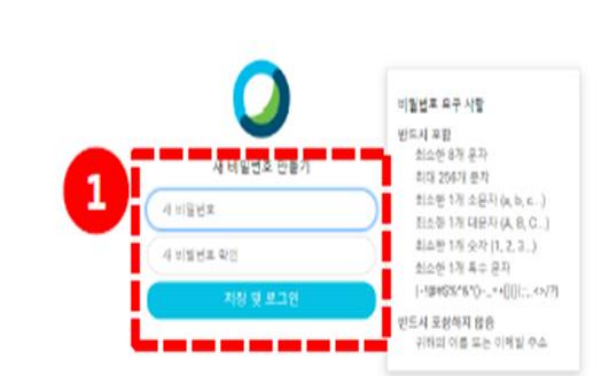 1
새 비밀번호 만들기
새 비밀번호
새 비밀번호 확인
저장 및 로그인
비밀번호 요구 사항
반드시 포함
최소한 8개 문자
최대 256개 문자
최소한 1개 소문자 (a, b, c...)
최소한 1개 대문자 (A, B, C...)
최소한 1개 숫자 (1, 2, 3...)
최소한 1개 특수 문자
반드시 포함하지 않음
귀하의 이름 또는 이메일 주소